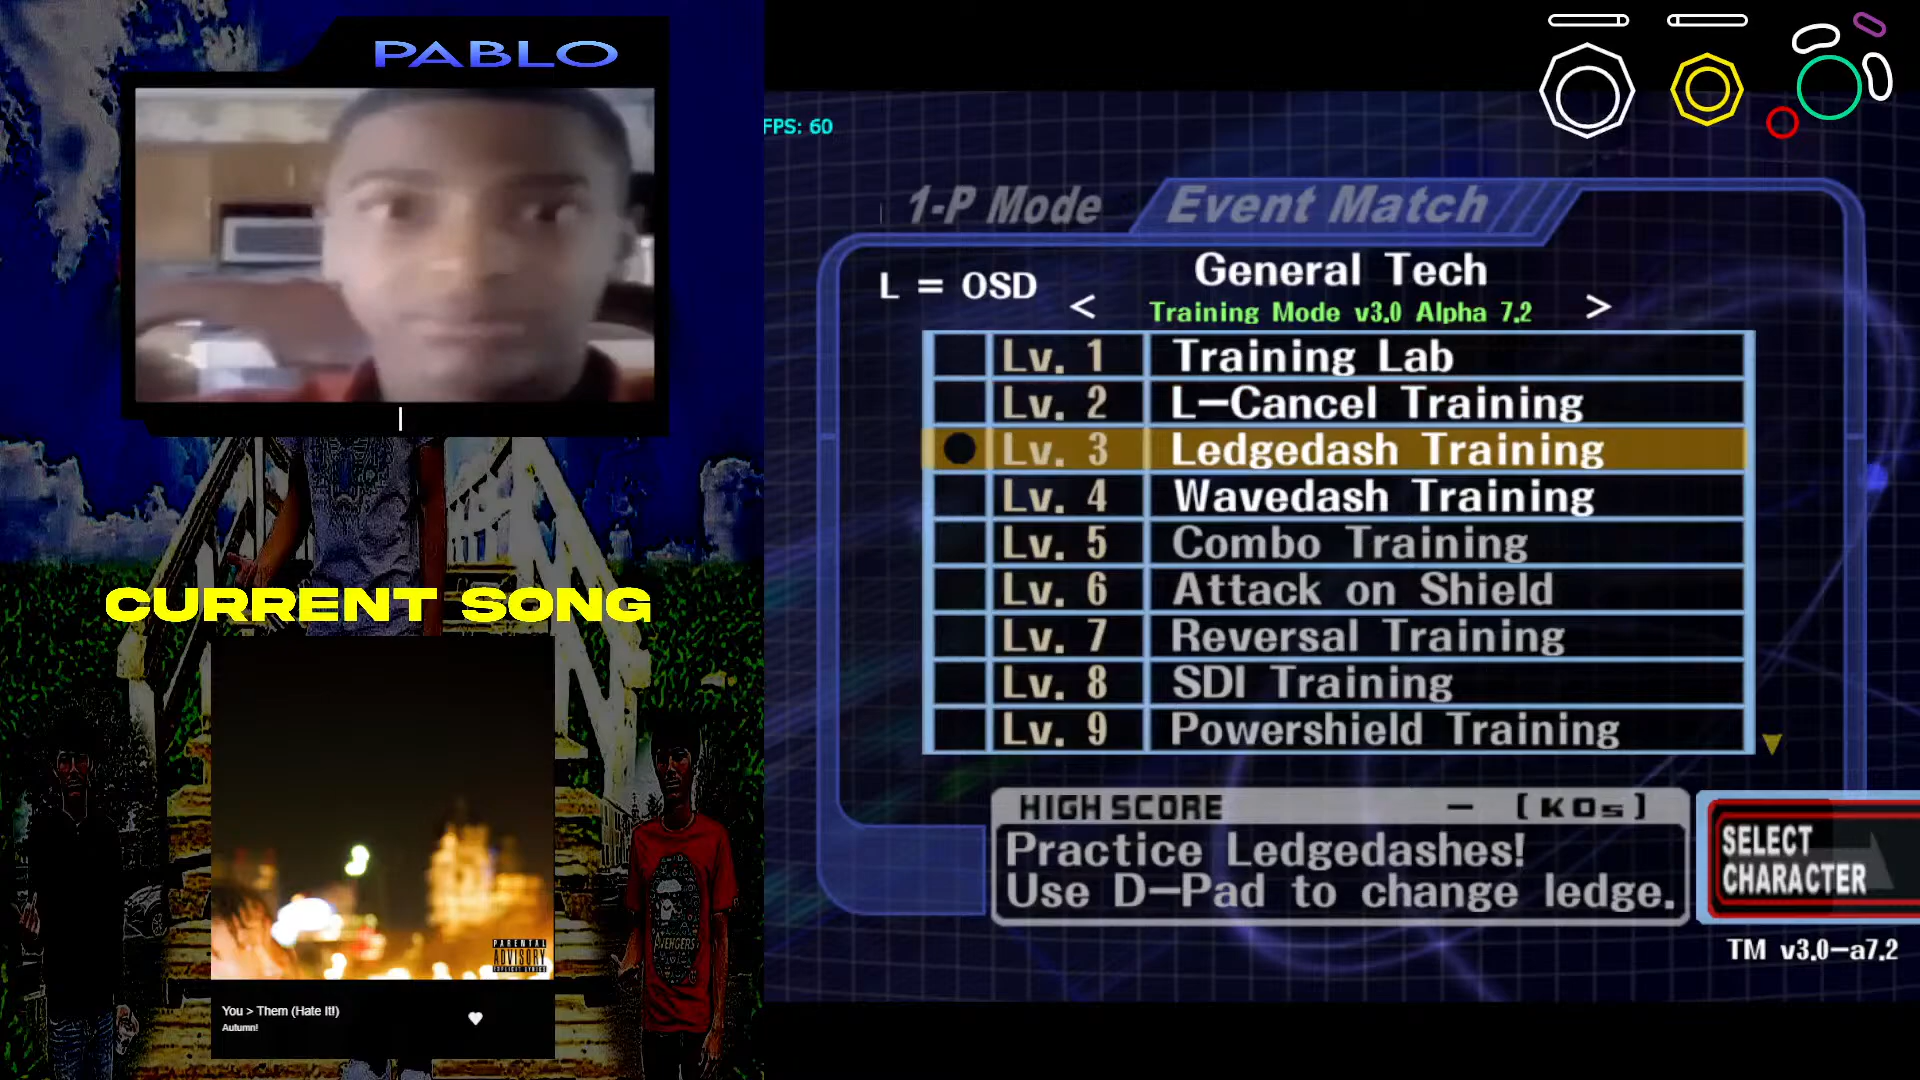 PABLO
CURRENT SONG
PARENTAL
ADVISORY
EXPLICIT LYRICS
AVENGERS
You > Them (Hate It!)
Autumn!
FPS: 60
1-P Mode
Event Match
L = OSD
General Tech
< Training Mode v3.0 Alpha 7.2 >
Lv. 1 Training Lab
Lv. 2 L-Cancel Training
Lv. 3 Ledgedash Training
Lv. 4 Wavedash Training
Lv. 5 Combo Training
Lv. 6 Attack on Shield
Lv. 7 Reversal Training
Lv. 8 SDI Training
Lv. 9 Powershield Training
HIGH SCORE - [KOs]
Practice Ledgedashes!
Use D-Pad to change ledge.
SELECT
CHARACTER
TM v3.0-a7.2